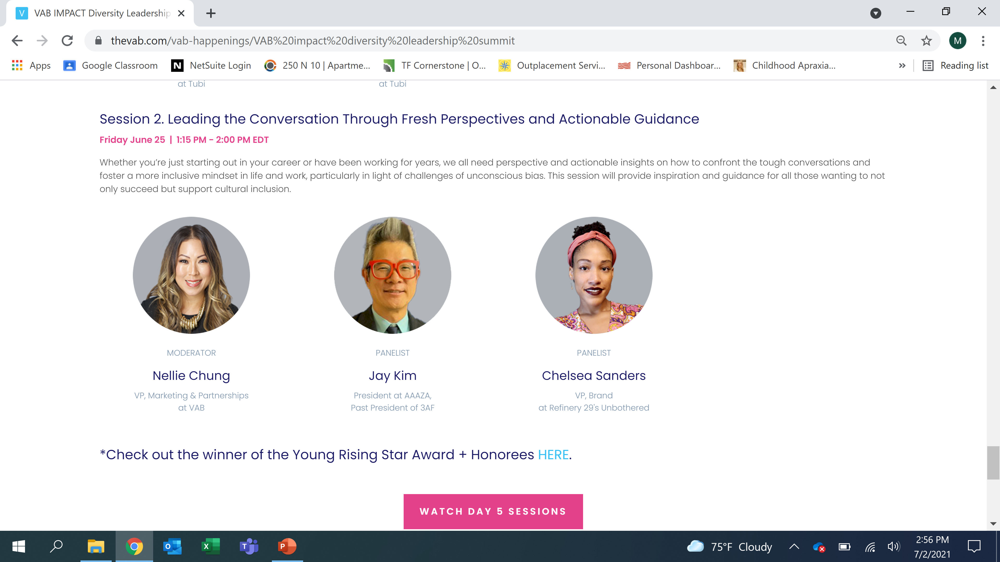 V VAB IMPACT Diversity Leadership
thevab.com/vab-happenings/VAB%20impact%20diversity%20leadership%20summit
M
Apps
Google Classroom
N NetSuite Login
250 N 10 | Apartme...
TF Cornerstone | O...
Outplacement Servi...
Personal Dashboar...
Childhood Apraxia...
»
Reading list
at Tubi
at Tubi
Session 2. Leading the Conversation Through Fresh Perspectives and Actionable Guidance
Friday June 25 | 1:15 PM - 2:00 PM EDT
Whether you’re just starting out in your career or have been working for years, we all need perspective and actionable insights on how to confront the tough conversations and
foster a more inclusive mindset in life and work, particularly in light of challenges of unconscious bias. This session will provide inspiration and guidance for all those wanting to not
only succeed but support cultural inclusion.
MODERATOR
Nellie Chung
VP, Marketing & Partnerships
at VAB
PANELIST
Jay Kim
President at AAAZA,
Past President of 3AF
PANELIST
Chelsea Sanders
VP, Brand
at Refinery 29's Unbothered
*Check out the winner of the Young Rising Star Award + Honorees HERE.
WATCH DAY 5 SESSIONS
75°F Cloudy
2:56 PM
7/2/2021